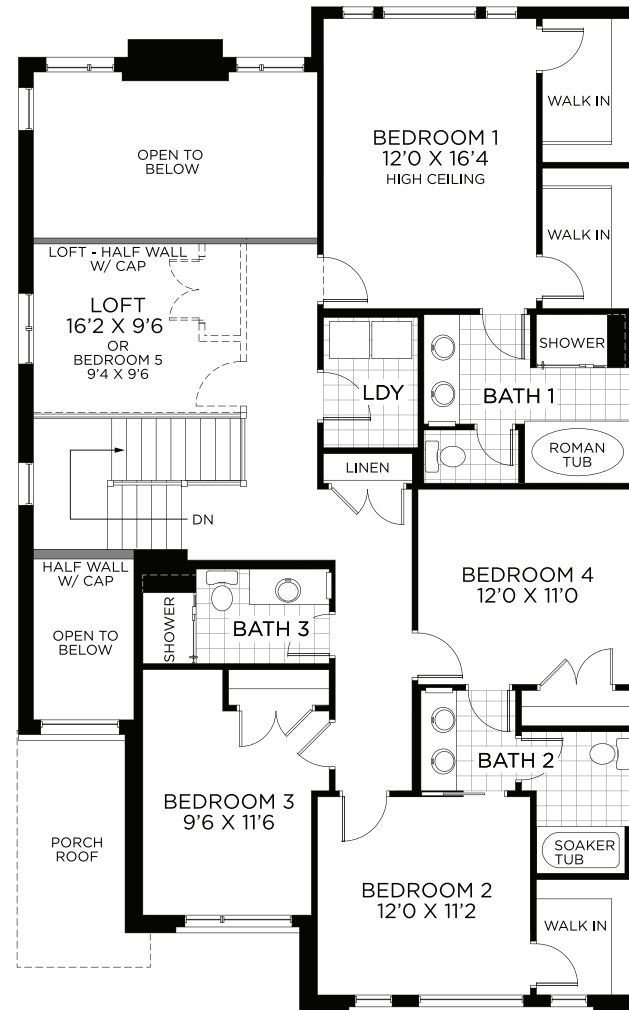 WALK IN
BEDROOM 1
12'0 X 16'4
HIGH CEILING
OPEN TO
BELOW
WALK IN
LOFT - HALF WALL
W/ CAP
LOFT
16'2 X 9'6
OR
BEDROOM 5
9'4 X 9'6
SHOWER
LDY
BATH 1
ROMAN
TUB
LINEN
DN
HALF WALL
W/ CAP
BEDROOM 4
12'0 X 11'0
SHOWER
BATH 3
OPEN TO
BELOW
BATH 2
BEDROOM 3
9'6 X 11'6
PORCH
ROOF
SOAKER
TUB
BEDROOM 2
12'0 X 11'2
WALK IN